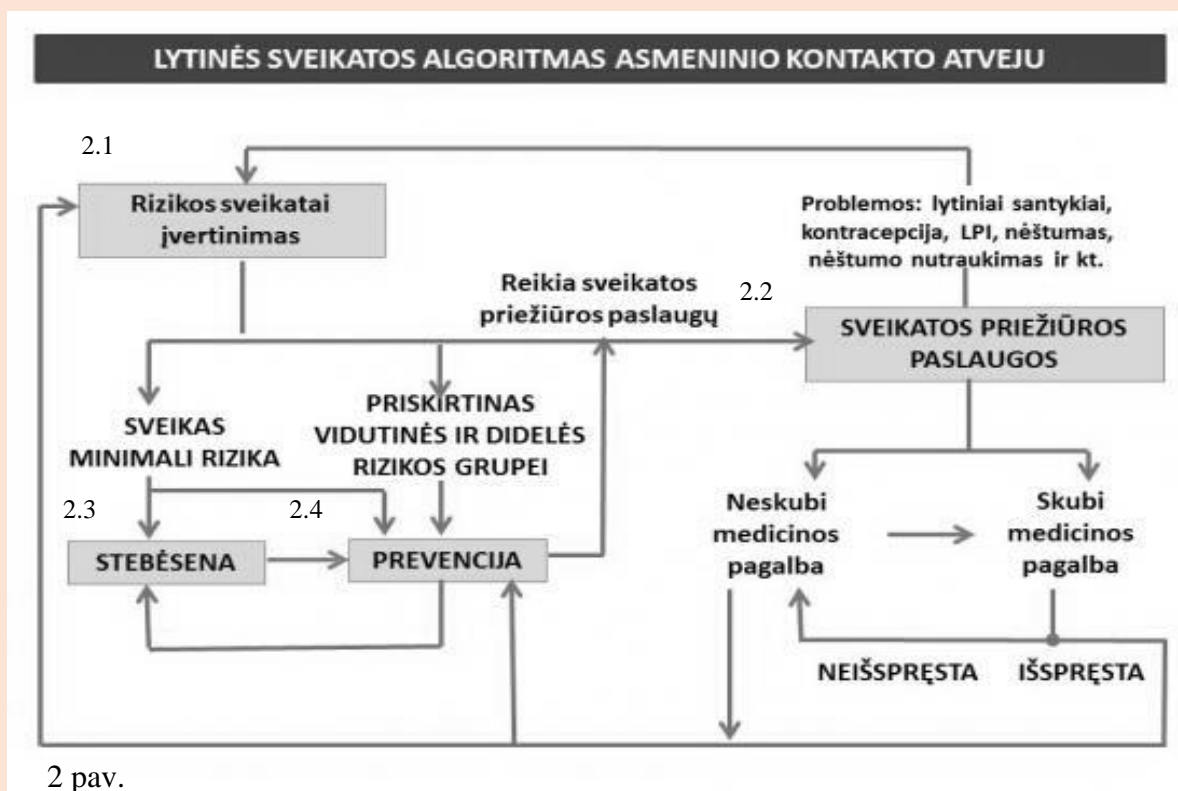 LYTINĖS SVEIKATOS ALGORITMAS ASMENINIO KONTAKTO ATVEJU
2.1
Rizikos sveikatai
įvertinimas
Problemos: lytiniai santykiai,
kontracepcija, LPI, nėštumas,
nėštumo nutraukimas ir kt.
Reikia sveikatos
priežiūros paslaugų
2.2
SVEIKATOS PRIEŽIŪROS
PASLAUGOS
SVEIKAS
MINIMALI RIZIKA
PRISKIRTINAS
VIDUTINĖS IR DIDELĖS
RIZIKOS GRUPEI
2.3
STEBĖSENA
2.4
PREVENCIJA
Neskubi
medicinos
pagalba
Skubi
medicinos
pagalba
NEIŠSPRĘSTA
IŠSPRĘSTA
2 pav.